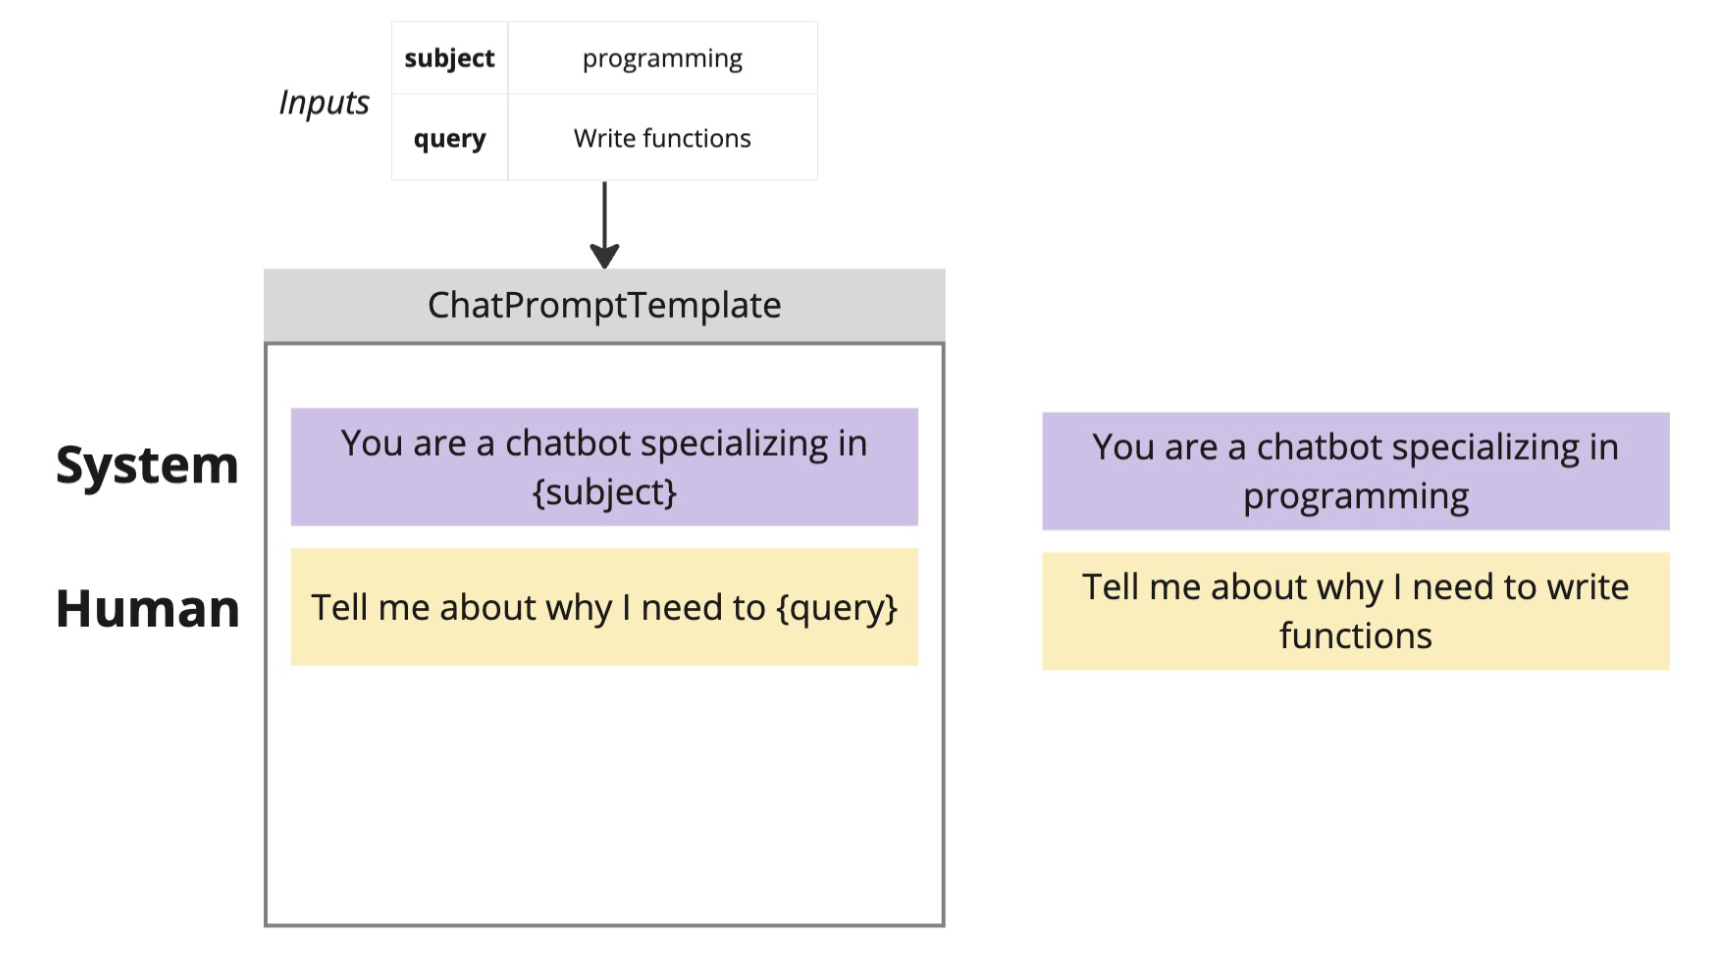 subject programming
Inputs
query Write functions
ChatPromptTemplate
System
You are a chatbot specializing in
{subject}
You are a chatbot specializing in
programming
Human
Tell me about why I need to {query}
Tell me about why I need to write
functions